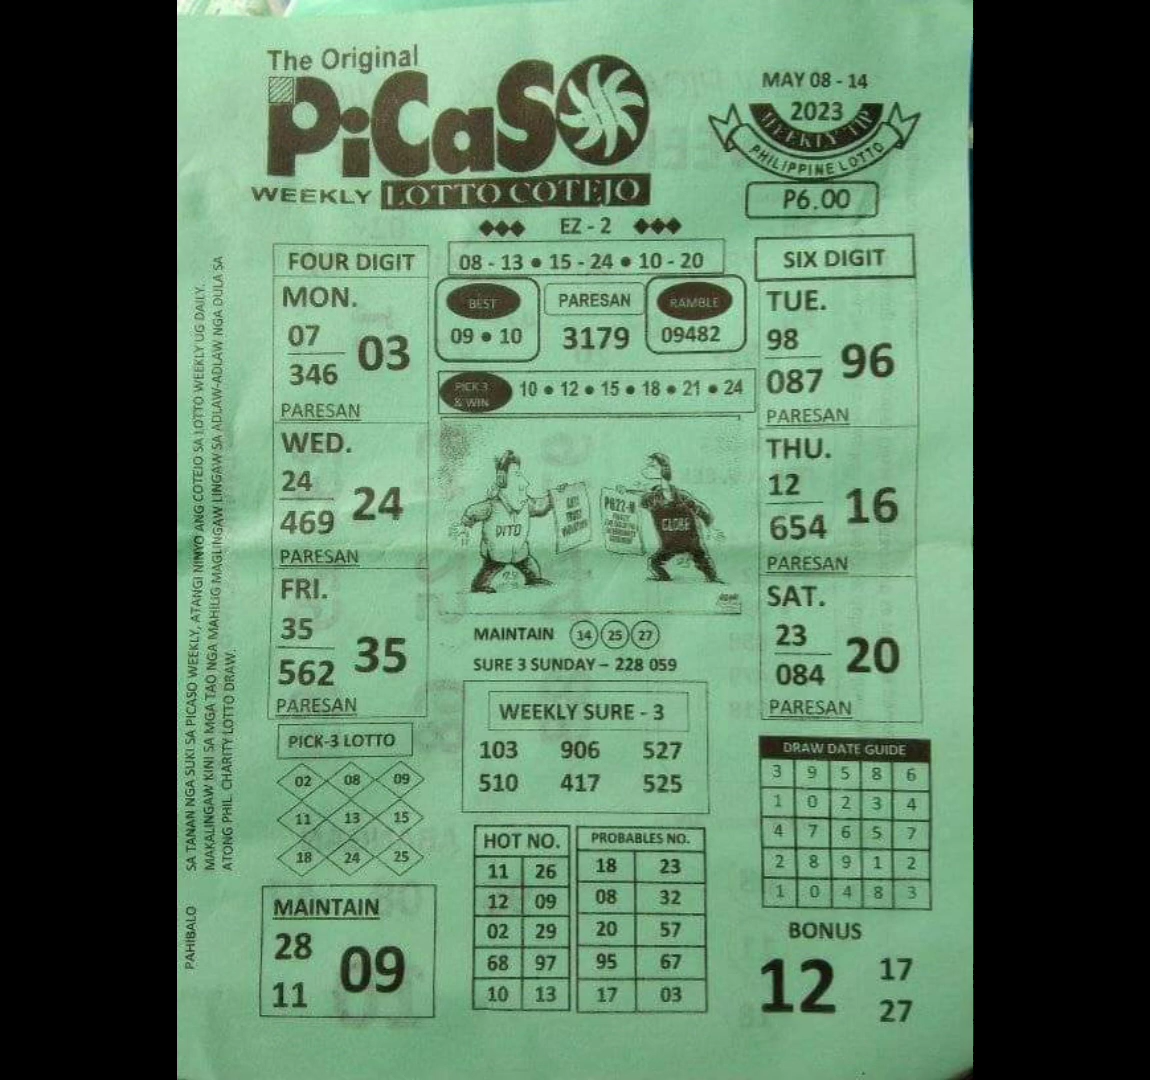 The Original
PiCaSO
WEEKLY LOTTO COTEJO
MAY 08 - 14
2023
WEEKLY TIP
PHILIPPINE LOTTO
P6.00
EZ - 2
08 - 13 • 15 - 24 • 10 - 20
BEST
09 • 10
PARESAN
3179
RAMBLE
09482
PICK 3
& WIN
10 • 12 • 15 • 18 • 21 • 24
FOUR DIGIT
MON.
07
346
03
PARESAN
WED.
24
469
24
PARESAN
FRI.
35
562
35
PARESAN
SIX DIGIT
TUE.
98
087
96
PARESAN
THU.
12
654
16
PARESAN
SAT.
23
084
20
PARESAN
DITO
GLOBE
MAINTAIN 14 25 27
SURE 3 SUNDAY – 228 059
WEEKLY SURE - 3
103 906 527
510 417 525
PICK-3 LOTTO
02 08 09
11 13 15
18 24 25
MAINTAIN
28
11
09
HOT NO.
11 26
12 09
02 29
68 97
10 13
PROBABLES NO.
18 23
08 32
20 57
95 67
17 03
DRAW DATE GUIDE
3 9 5 8 6
1 0 2 3 4
4 7 6 5 7
2 8 9 1 2
1 0 4 8 3
BONUS
12
17
27
PAHIBALO SA TANAN NGA SUKI SA PICASO WEEKLY, ATANGI NINYO ANG COTEJO SA LOTTO WEEKLY UG DAILY.
MAKALINGAW KINI SA MGA TAO NGA MAHILIG MAGLINGAW LINGAW SA ADLAW-ADLAW NGA DULA SA
ATONG PHIL. CHARITY LOTTO DRAW.